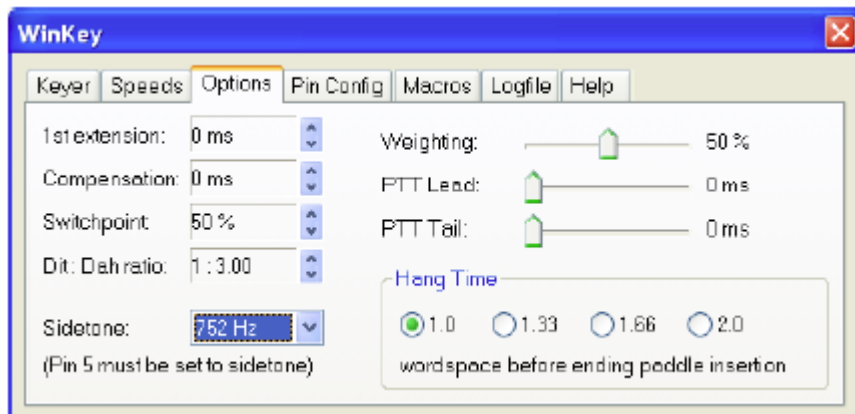 WinKey
Keyer Speeds Options Pin Config Macros Logfile Help
1st extension: 0 ms
Compensation: 0 ms
Switchpoint 50 %
Dit : Dah ratio: 1 : 3.00
Sidetone: 752 Hz
(Pin 5 must be set to sidetone)
Weighting: 50 %
PTT Lead: 0 ms
PTT Tail: 0 ms
Hang Time
1.0 1.33 1.66 2.0
wordspace before ending paddle insertion